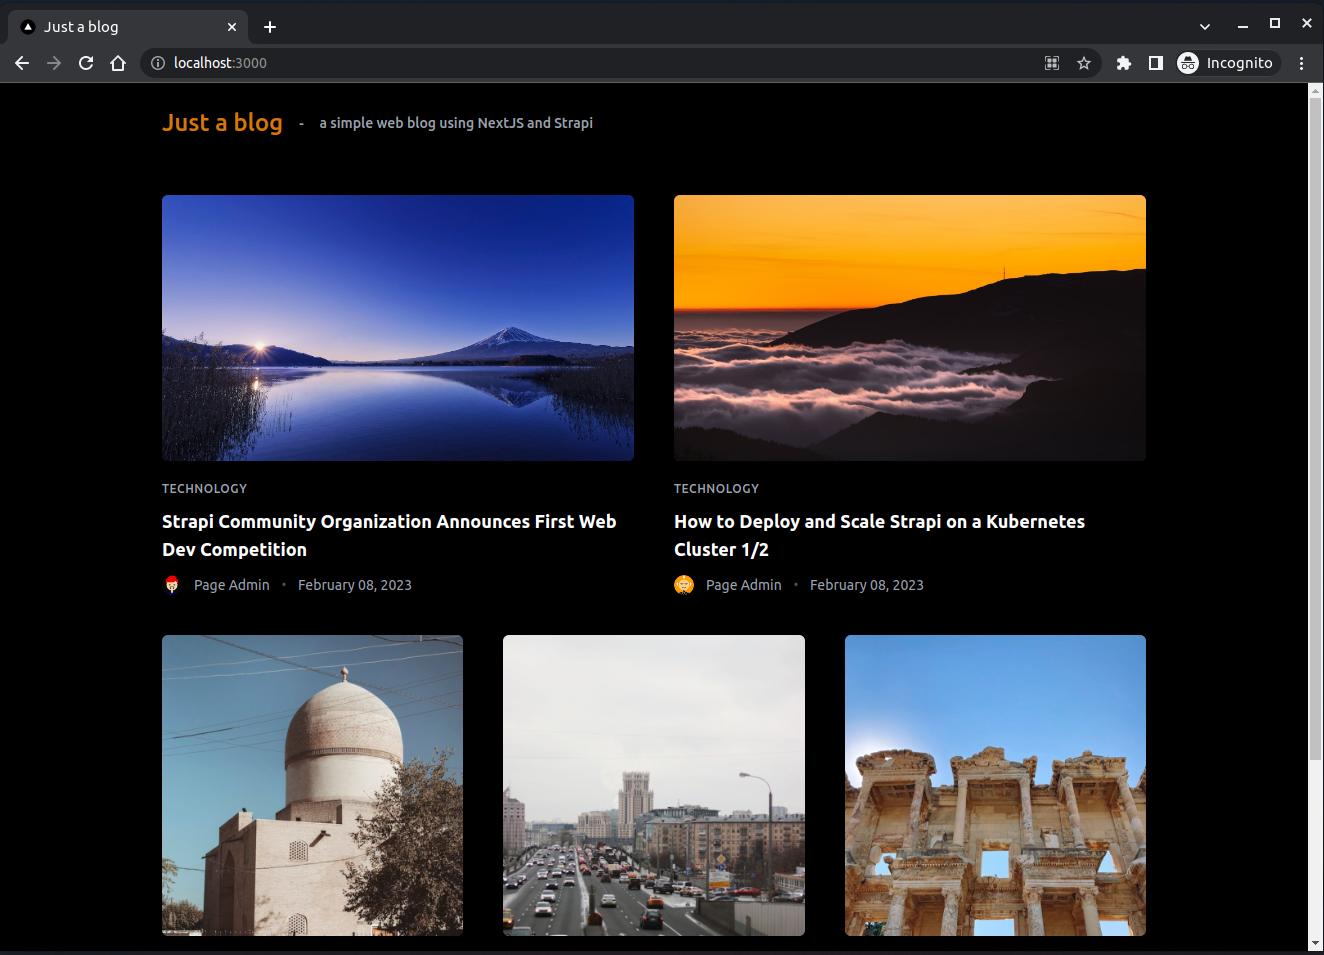 Just a blog
localhost:3000
Incognito
Just a blog - a simple web blog using NextJS and Strapi
TECHNOLOGY
Strapi Community Organization Announces First Web
Dev Competition
Page Admin • February 08, 2023
TECHNOLOGY
How to Deploy and Scale Strapi on a Kubernetes
Cluster 1/2
Page Admin • February 08, 2023